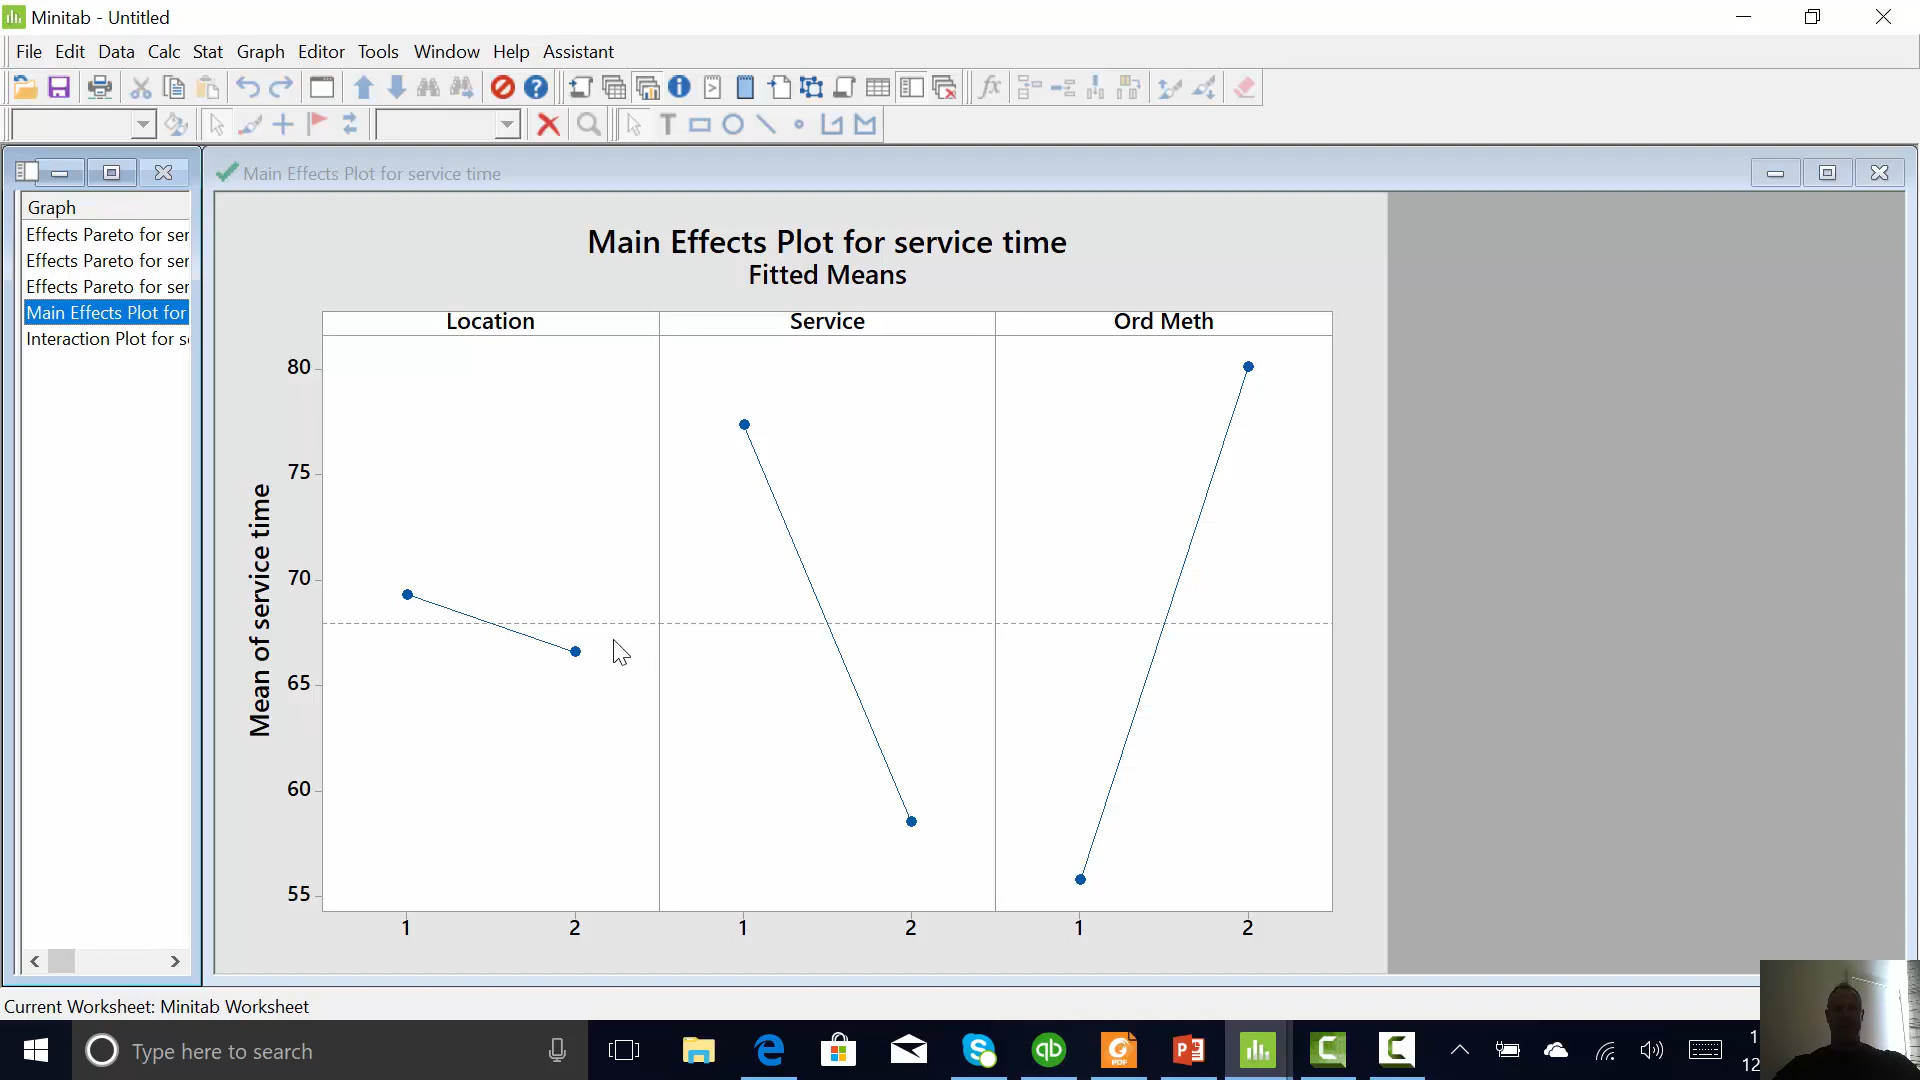 Minitab - Untitled
File Edit Data Calc Stat Graph Editor Tools Window Help Assistant
Main Effects Plot for service time
Graph
Effects Pareto for ser
Effects Pareto for ser
Effects Pareto for ser
Main Effects Plot for
Interaction Plot for s
Main Effects Plot for service time
Fitted Means
Location Service Ord Meth
Mean of service time
80
75
70
65
60
55
1 2 1 2 1 2
Current Worksheet: Minitab Worksheet
Type here to search